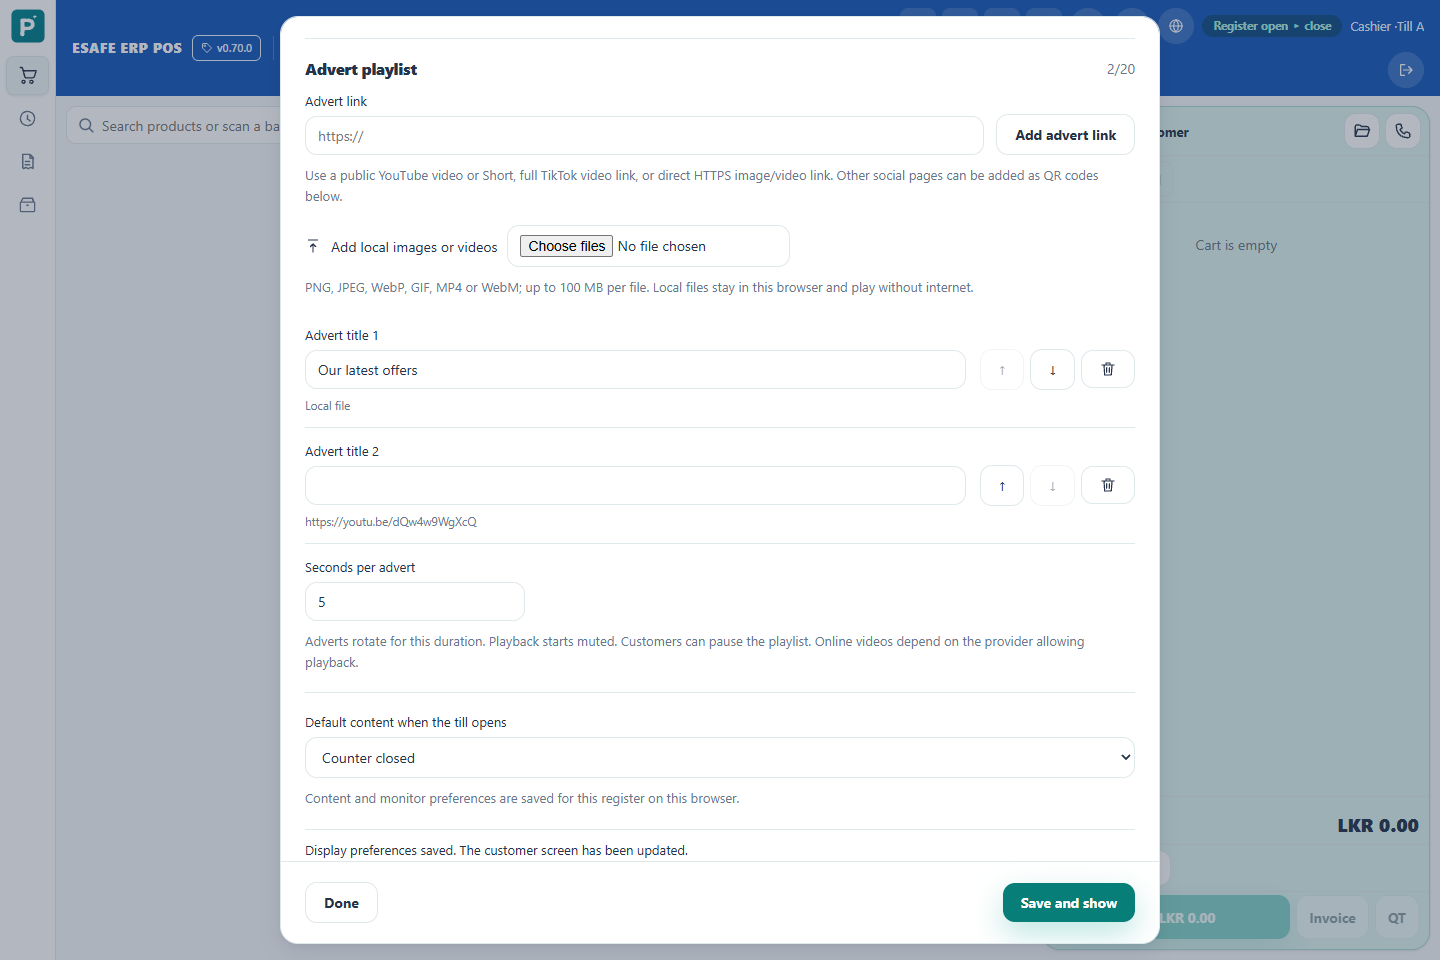 P
ESAFE ERP POS
v0.70.0
Register open ▸ close
Cashier ·Till A
Search products or scan a ba
omer
Cart is empty
LKR 0.00
LKR 0.00
Invoice
QT
Advert playlist
2/20
Advert link
https://
Add advert link
Use a public YouTube video or Short, full TikTok video link, or direct HTTPS image/video link. Other social pages can be added as QR codes
below.
Add local images or videos
Choose files No file chosen
PNG, JPEG, WebP, GIF, MP4 or WebM; up to 100 MB per file. Local files stay in this browser and play without internet.
Advert title 1
Our latest offers
↑
↓
Local file
Advert title 2
↑
↓
https://youtu.be/dQw4w9WgXcQ
Seconds per advert
5
Adverts rotate for this duration. Playback starts muted. Customers can pause the playlist. Online videos depend on the provider allowing
playback.
Default content when the till opens
Counter closed
Content and monitor preferences are saved for this register on this browser.
Display preferences saved. The customer screen has been updated.
Done
Save and show